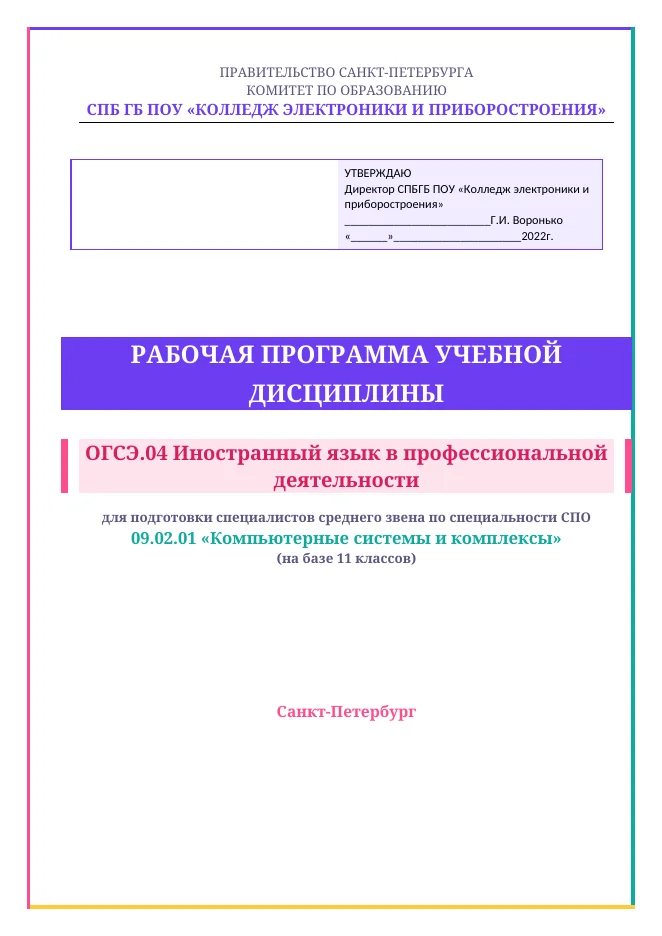 ПРАВИТЕЛЬСТВО САНКТ-ПЕТЕРБУРГА
КОМИТЕТ ПО ОБРАЗОВАНИЮ
СПБ ГБ ПОУ «КОЛЛЕДЖ ЭЛЕКТРОНИКИ И ПРИБОРОСТРОЕНИЯ»
УТВЕРЖДАЮ
Директор СПБГБ ПОУ «Колледж электроники и
приборостроения»
________________________Г.И. Воронько
«______»_____________________2022г.
РАБОЧАЯ ПРОГРАММА УЧЕБНОЙ
ДИСЦИПЛИНЫ
ОГСЭ.04 Иностранный язык в профессиональной
деятельности
для подготовки специалистов среднего звена по специальности СПО
09.02.01 «Компьютерные системы и комплексы»
(на базе 11 классов)
Санкт-Петербург